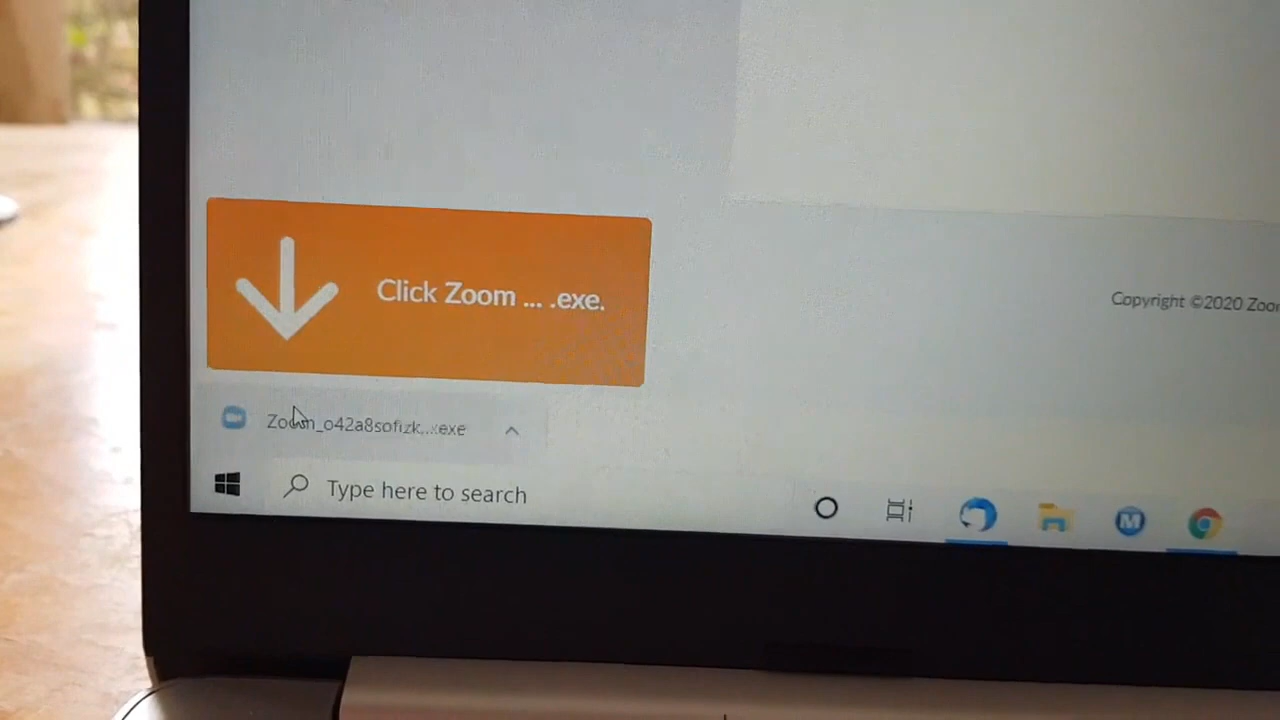 Click Zoom ... .exe.
Copyright ©2020 Zoo
Zoom_o42a8sofizk....exe
Type here to search
M